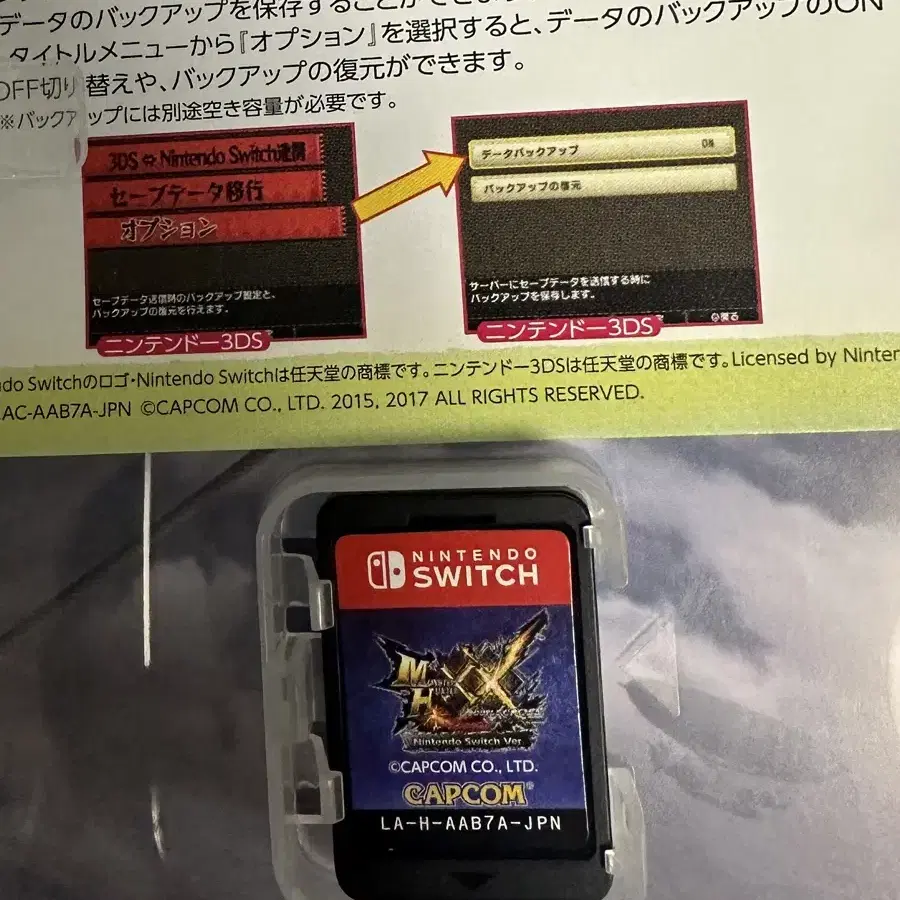 データのバックアップを保存することができ
タイトルメニューから『オプション』を選択すると、データのバックアップのON
OFF切り替えや、バックアップの復元ができます。
※バックアップには別途空き容量が必要です。
3DS⇔Nintendo Switch連携
セーブデータ移行
オプション
セーブデータ送信時のバックアップ設定と、
バックアップの復元を行えます。
ニンテンドー3DS
データバックアップ ON
バックアップの復元
サーバーにセーブデータを送信する時に
バックアップを保存します。
戻る
ニンテンドー3DS
do Switchのロゴ・Nintendo Switchは任天堂の商標です。ニンテンドー3DSは任天堂の商標です。Licensed by Ninten
AC-AAB7A-JPN ©CAPCOM CO., LTD. 2015, 2017 ALL RIGHTS RESERVED.
NINTENDO
SWITCH
MONSTER
HUNTER
XX
Nintendo Switch Ver.
©CAPCOM CO., LTD.
CAPCOM®
LA-H-AAB7A-JPN